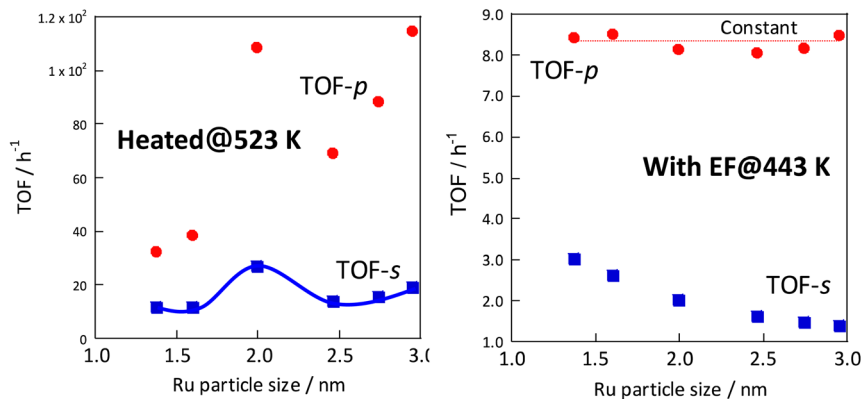 1.2 x 10²
1 x 10²
80
60
40
20
0
TOF / h⁻¹
TOF-p
Heated@523 K
TOF-s
1.0
1.5
2.0
2.5
3.0
Ru particle size / nm
9.0
8.0
7.0
6.0
5.0
4.0
3.0
2.0
1.0
TOF / h⁻¹
Constant
TOF-p
With EF@443 K
TOF-s
1.0
1.5
2.0
2.5
3.0
Ru particle size / nm